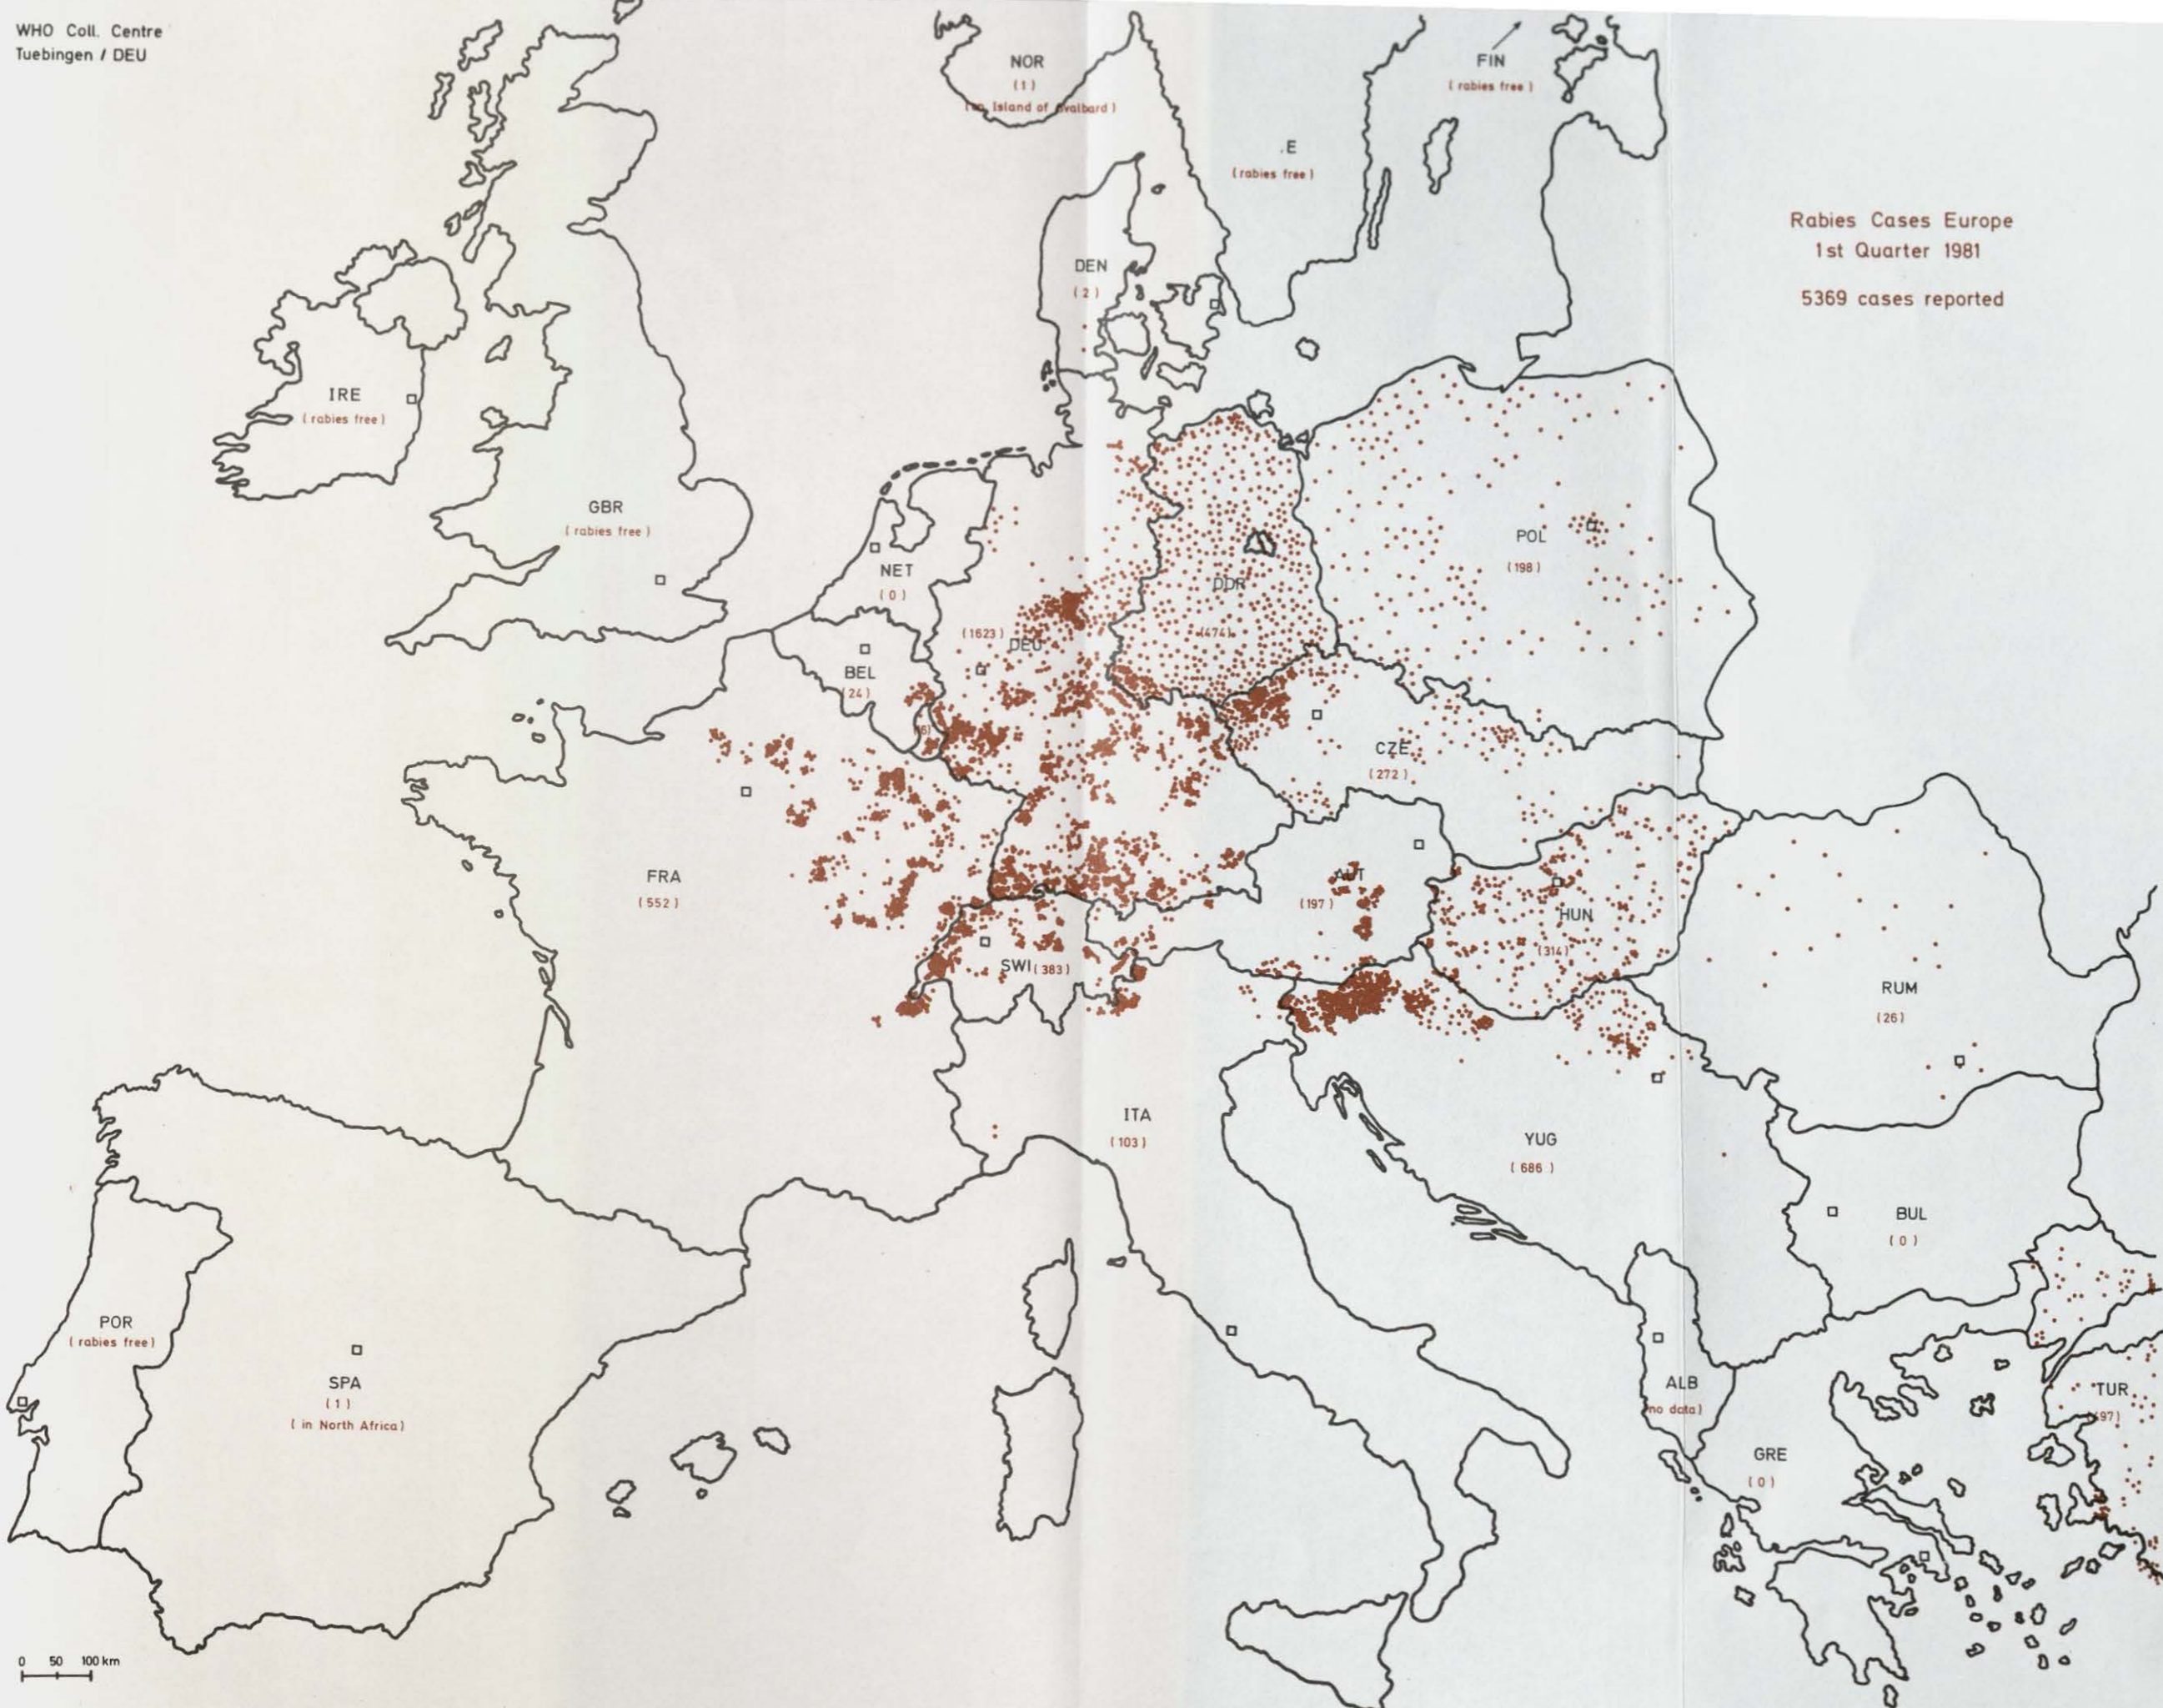 WHO Coll. Centre
Tuebingen / DEU
NOR
(1)
Island of
FIN
(rabies free)
.E
(rabies free)
Rabies Cases Europe
1st Quarter 1981
5369 cases reported
DEN
(2)
IRE
(rabies free)
GBR
(rabies free)
NET
(0)
POL
(198)
DDR
(474)
(1623)
DEU
BEL
(24)
CZE
(272)
FRA
(552)
AUT
(197)
HUN
(314)
SWI (383)
RUM
(26)
ITA
(103)
YUG
(686)
BUL
(0)
POR
(rabies free)
SPA
(1)
(in North Africa)
ALB
(no data)
TUR
GRE
(0)
0 50 100 km